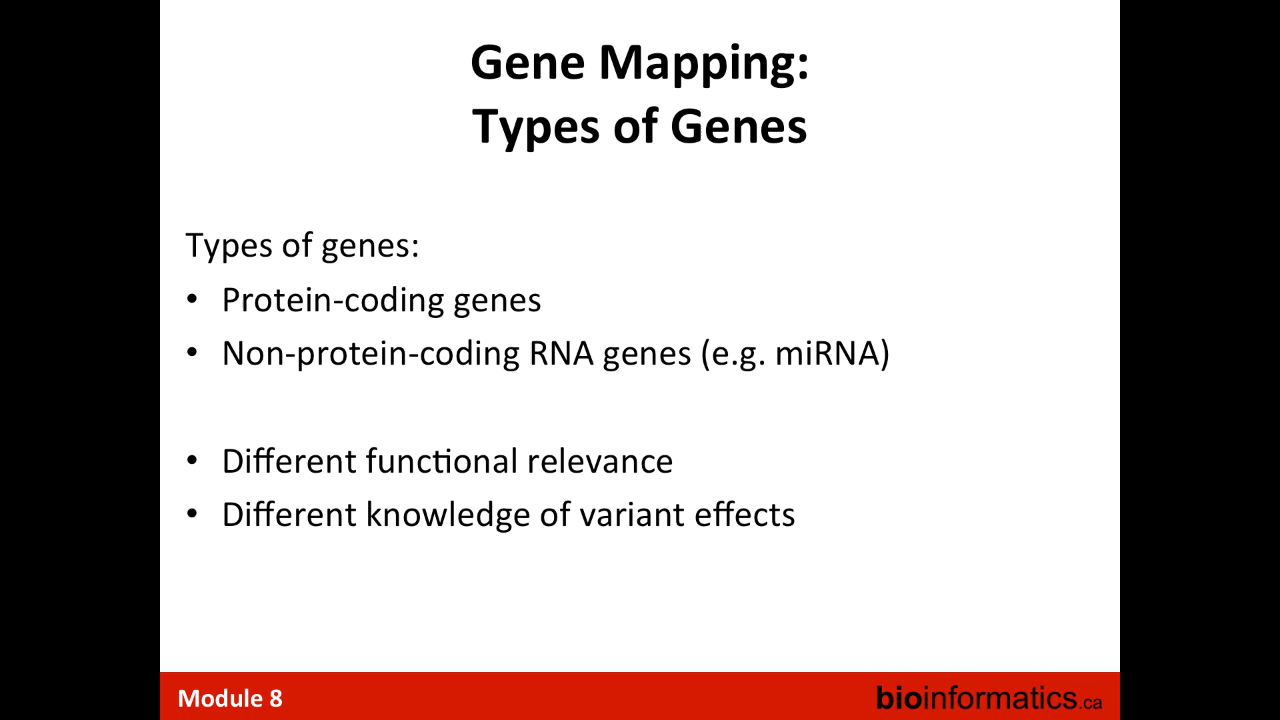 Gene Mapping:
Types of Genes
Types of genes:
• Protein-coding genes
• Non-protein-coding RNA genes (e.g. miRNA)
• Different functional relevance
• Different knowledge of variant effects
Module 8
bioinformatics.ca